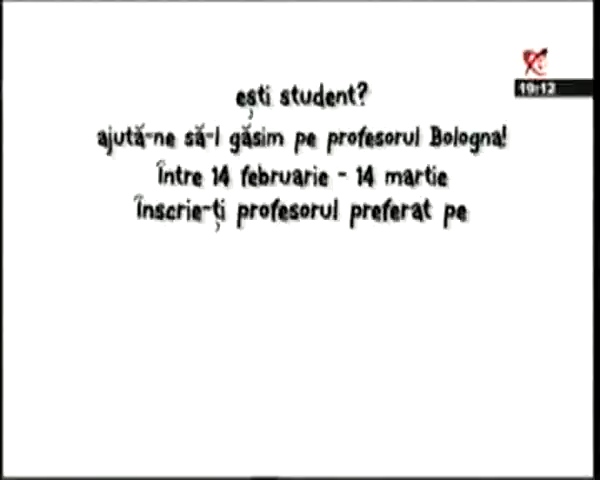 ești student?
ajută-ne să-l găsim pe profesorul Bologna!
între 14 februarie - 14 martie
înscrie-ți profesorul preferat pe
19:12